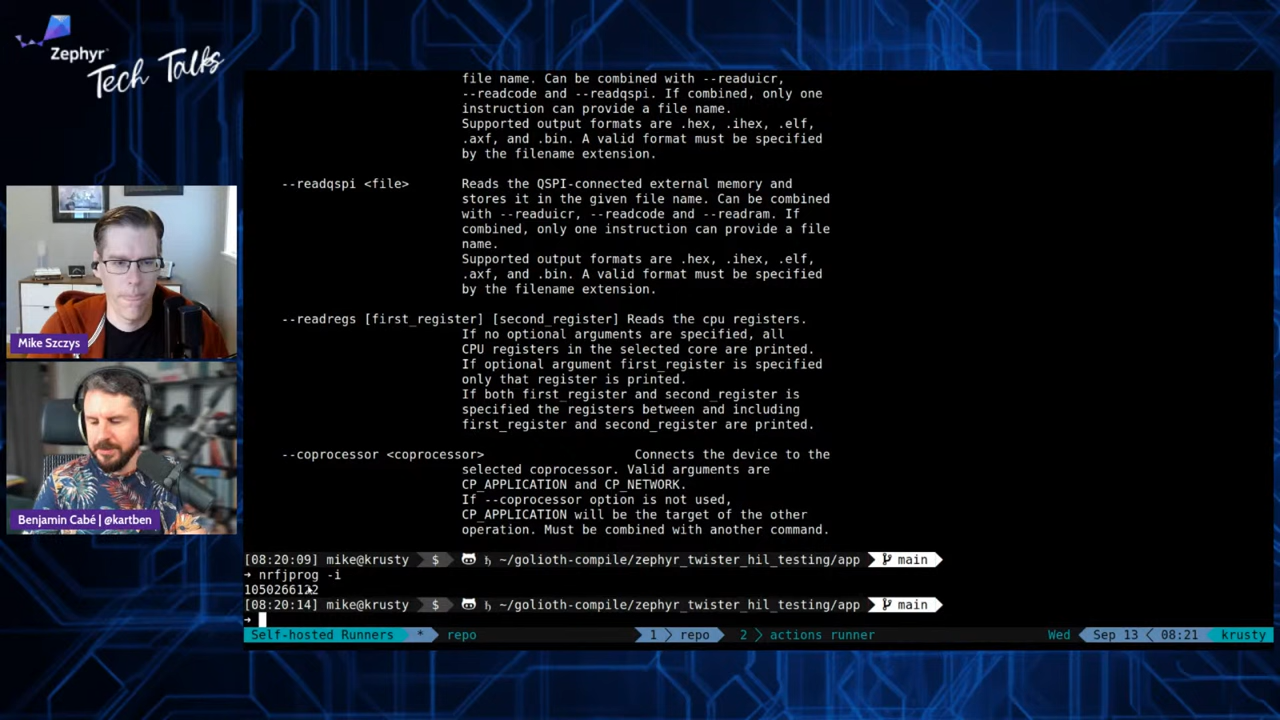 Zephyr
Tech Talks
file name. Can be combined with --readuicr,
--readcode and --readqspi. If combined, only one
instruction can provide a file name.
Supported output formats are .hex, .ihex, .elf,
.axf, and .bin. A valid format must be specified
by the filename extension.
--readqspi <file> Reads the QSPI-connected external memory and
stores it in the given file name. Can be combined
with --readuicr, --readcode and --readram. If
combined, only one instruction can provide a file
name.
Supported output formats are .hex, .ihex, .elf,
.axf, and .bin. A valid format must be specified
by the filename extension.
--readregs [first_register] [second_register] Reads the cpu registers.
If no optional arguments are specified, all
CPU registers in the selected core are printed.
If optional argument first_register is specified
only that register is printed.
If both first_register and second_register is
specified the registers between and including
first_register and second_register are printed.
--coprocessor <coprocessor> Connects the device to the
selected coprocessor. Valid arguments are
CP_APPLICATION and CP_NETWORK.
If --coprocessor option is not used,
CP_APPLICATION will be the target of the other
operation. Must be combined with another command.
[08:20:09] mike@krusty $ ~/golioth-compile/zephyr_twister_hil_testing/app main
→ nrfjprog -i
[08:20:14] mike@krusty $ ~/golioth-compile/zephyr_twister_hil_testing/app main
→
Self-hosted Runners * repo 1 repo 2 actions runner Wed Sep 13 08:21 krusty
Mike Szczys
Benjamin Cabé | @kartben